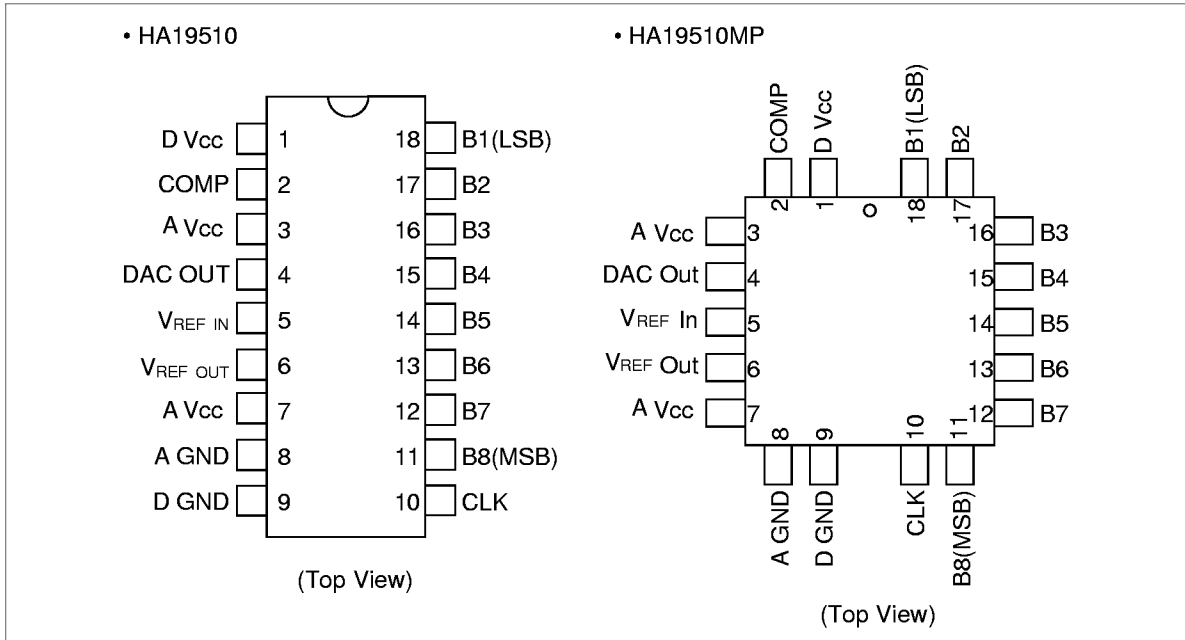 • HA19510
D Vcc 1 18 B1(LSB)
COMP 2 17 B2
A Vcc 3 16 B3
DAC OUT 4 15 B4
VREF IN 5 14 B5
VREF OUT 6 13 B6
A Vcc 7 12 B7
A GND 8 11 B8(MSB)
D GND 9 10 CLK
(Top View)
• HA19510MP
COMP D Vcc B1(LSB) B2
2 1 18 17
A Vcc 3 16 B3
DAC Out 4 15 B4
VREF In 5 14 B5
VREF Out 6 13 B6
A Vcc 7 12 B7
8 9 10 11
A GND D GND CLK B8(MSB)
(Top View)